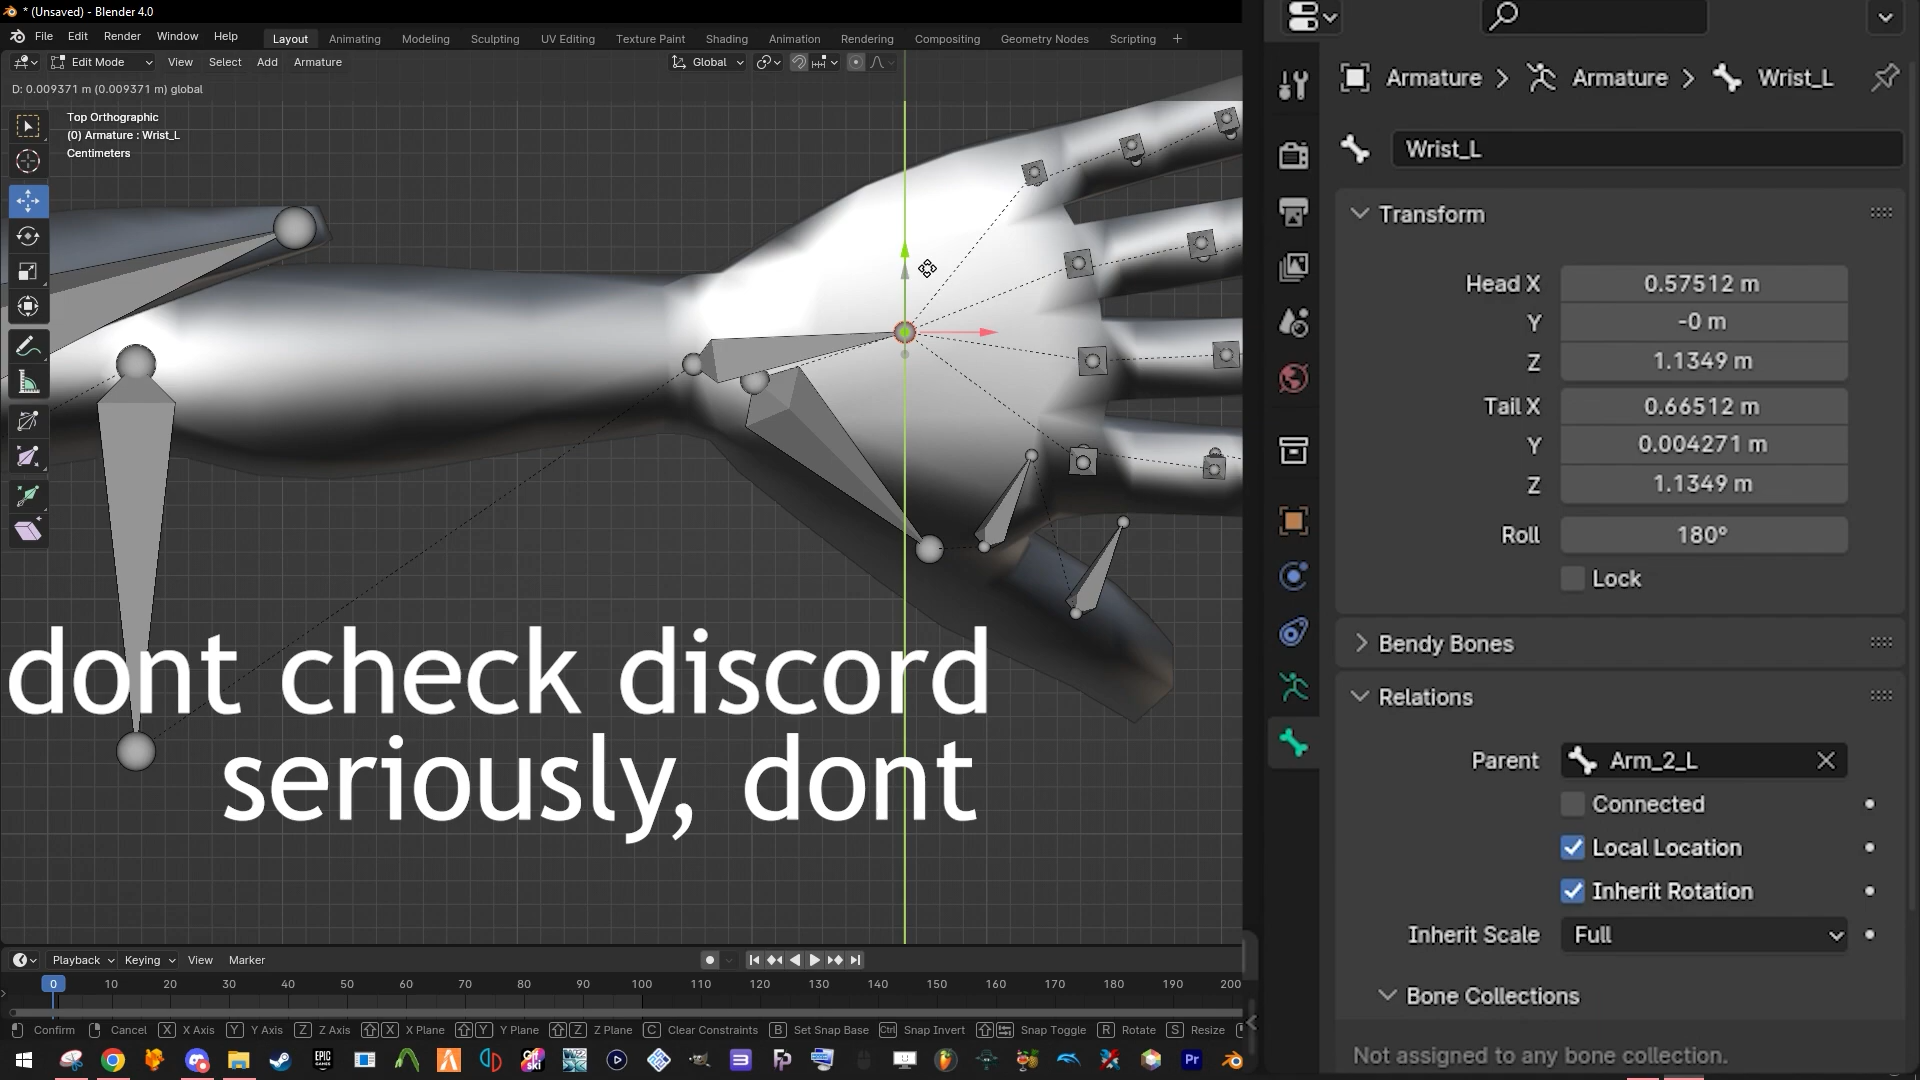 * (Unsaved) - Blender 4.0
File Edit Render Window Help Layout Animating Modeling Sculpting UV Editing Texture Paint Shading Animation Rendering Compositing Geometry Nodes Scripting +
Edit Mode View Select Add Armature Global
D: 0.009371 m (0.009371 m) global
Top Orthographic
(0) Armature : Wrist_L
Centimeters
dont check discord
seriously, dont
Playback Keying View Marker
0 10 20 30 40 50 60 70 80 90 100 110 120 130 140 150 160 170 180 190 200
Confirm Cancel X X Axis Y Y Axis Z Z Axis X X Plane Y Y Plane Z Z Plane C Clear Constraints B Set Snap Base Ctrl Snap Invert Snap Toggle R Rotate S Resize
EPIC GAMES
Pr
Armature Armature Wrist_L
Wrist_L
Transform
Head X 0.57512 m
Y -0 m
Z 1.1349 m
Tail X 0.66512 m
Y 0.004271 m
Z 1.1349 m
Roll 180°
Lock
Bendy Bones
Relations
Parent Arm_2_L
Connected
Local Location
Inherit Rotation
Inherit Scale Full
Bone Collections
Not assigned to any bone collection.